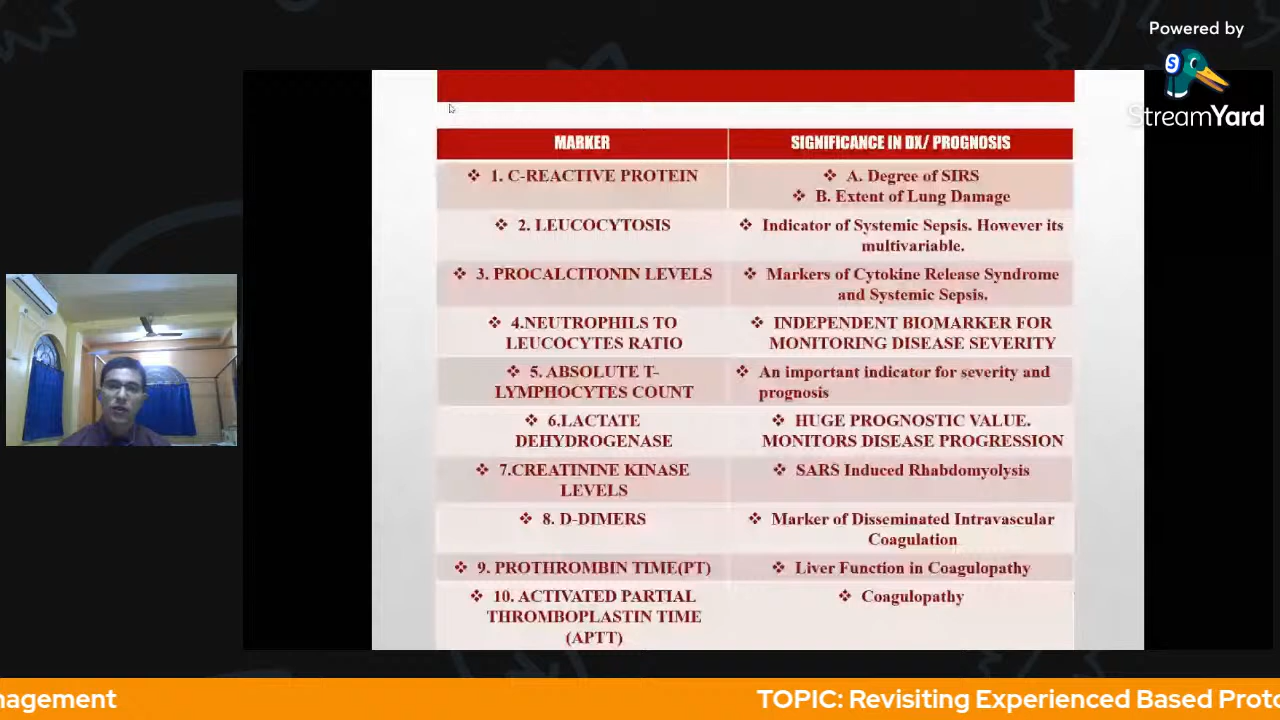 Powered by
S
StreamYard
MARKER
SIGNIFICANCE IN DX/ PROGNOSIS
❖ 1. C-REACTIVE PROTEIN
❖ A. Degree of SIRS
❖ B. Extent of Lung Damage
❖ 2. LEUCOCYTOSIS
❖ Indicator of Systemic Sepsis. However its
multivariable.
❖ 3. PROCALCITONIN LEVELS
❖ Markers of Cytokine Release Syndrome
and Systemic Sepsis.
❖ 4.NEUTROPHILS TO
LEUCOCYTES RATIO
❖ INDEPENDENT BIOMARKER FOR
MONITORING DISEASE SEVERITY
❖ 5. ABSOLUTE T-
LYMPHOCYTES COUNT
❖ An important indicator for severity and
prognosis
❖ 6.LACTATE
DEHYDROGENASE
❖ HUGE PROGNOSTIC VALUE.
MONITORS DISEASE PROGRESSION
❖ 7.CREATININE KINASE
LEVELS
❖ SARS Induced Rhabdomyolysis
❖ 8. D-DIMERS
❖ Marker of Disseminated Intravascular
Coagulation
❖ 9. PROTHROMBIN TIME(PT)
❖ Liver Function in Coagulopathy
❖ 10. ACTIVATED PARTIAL
THROMBOPLASTIN TIME
(APTT)
❖ Coagulopathy
nagement
TOPIC: Revisiting Experienced Based Proto